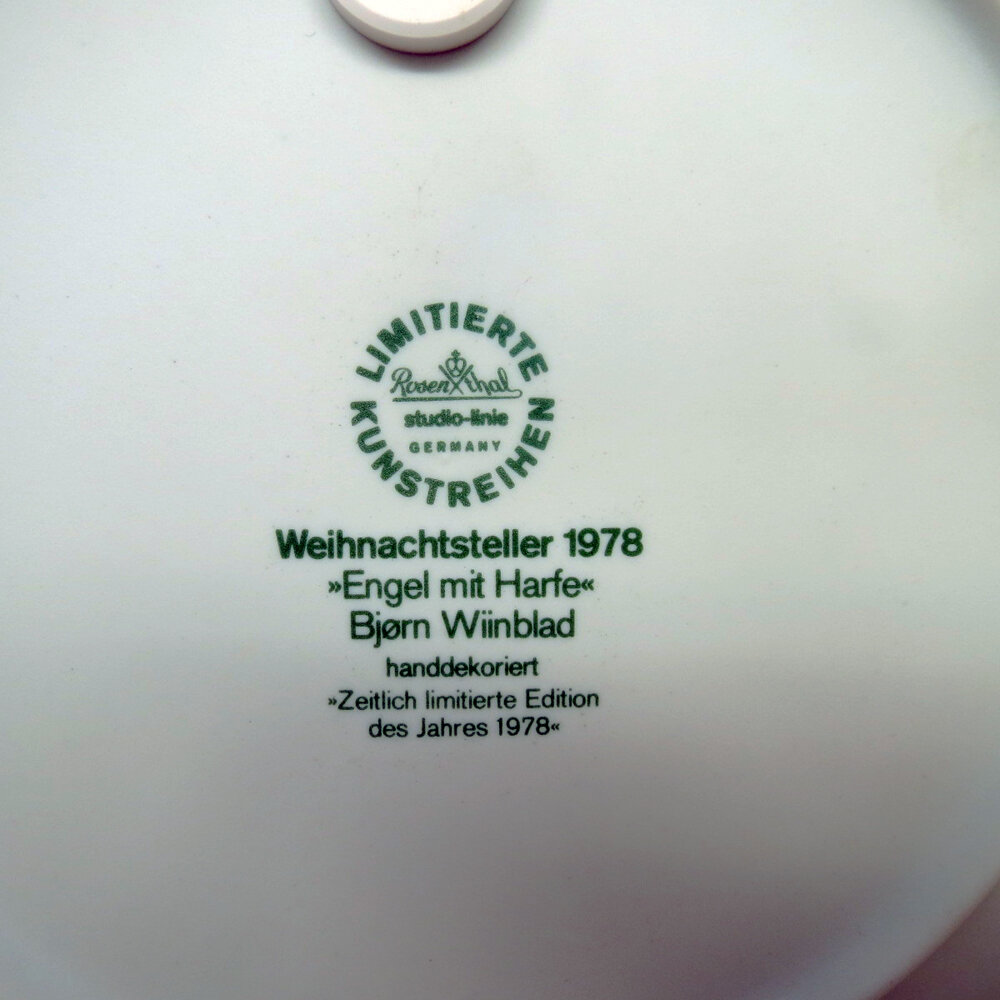 LIMITIERTE
Rosenthal
studio-linie
GERMANY
KUNSTREIHEN
Weihnachtsteller 1978
»Engel mit Harfe«
Bjørn Wiinblad
handdekoriert
»Zeitlich limitierte Edition
des Jahres 1978«